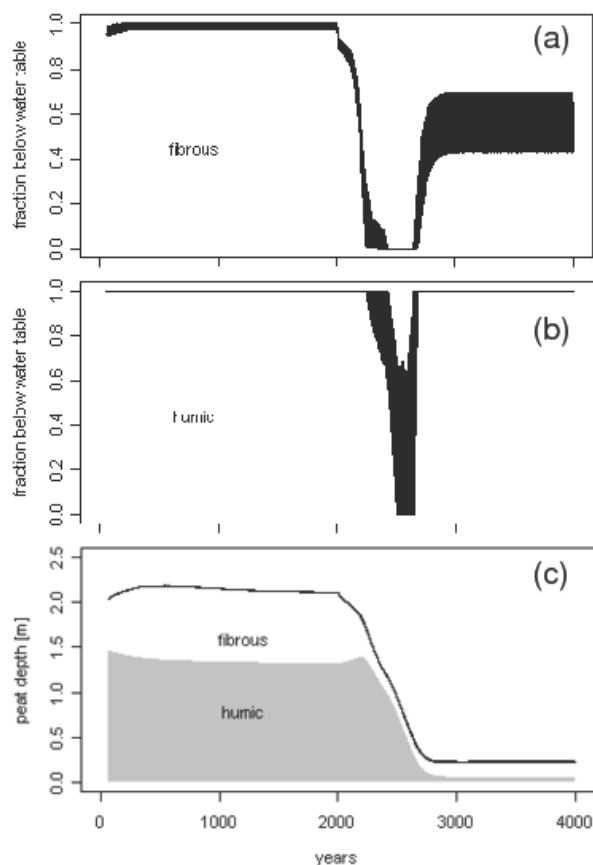 (a)
fraction below water table
0.0 0.2 0.4 0.6 0.8 1.0
fibrous
(b)
fraction below water table
0.0 0.2 0.4 0.6 0.8 1.0
humic
(c)
peat depth [m]
0.0 0.5 1.0 1.5 2.0 2.5
fibrous
humic
0 1000 2000 3000 4000
years